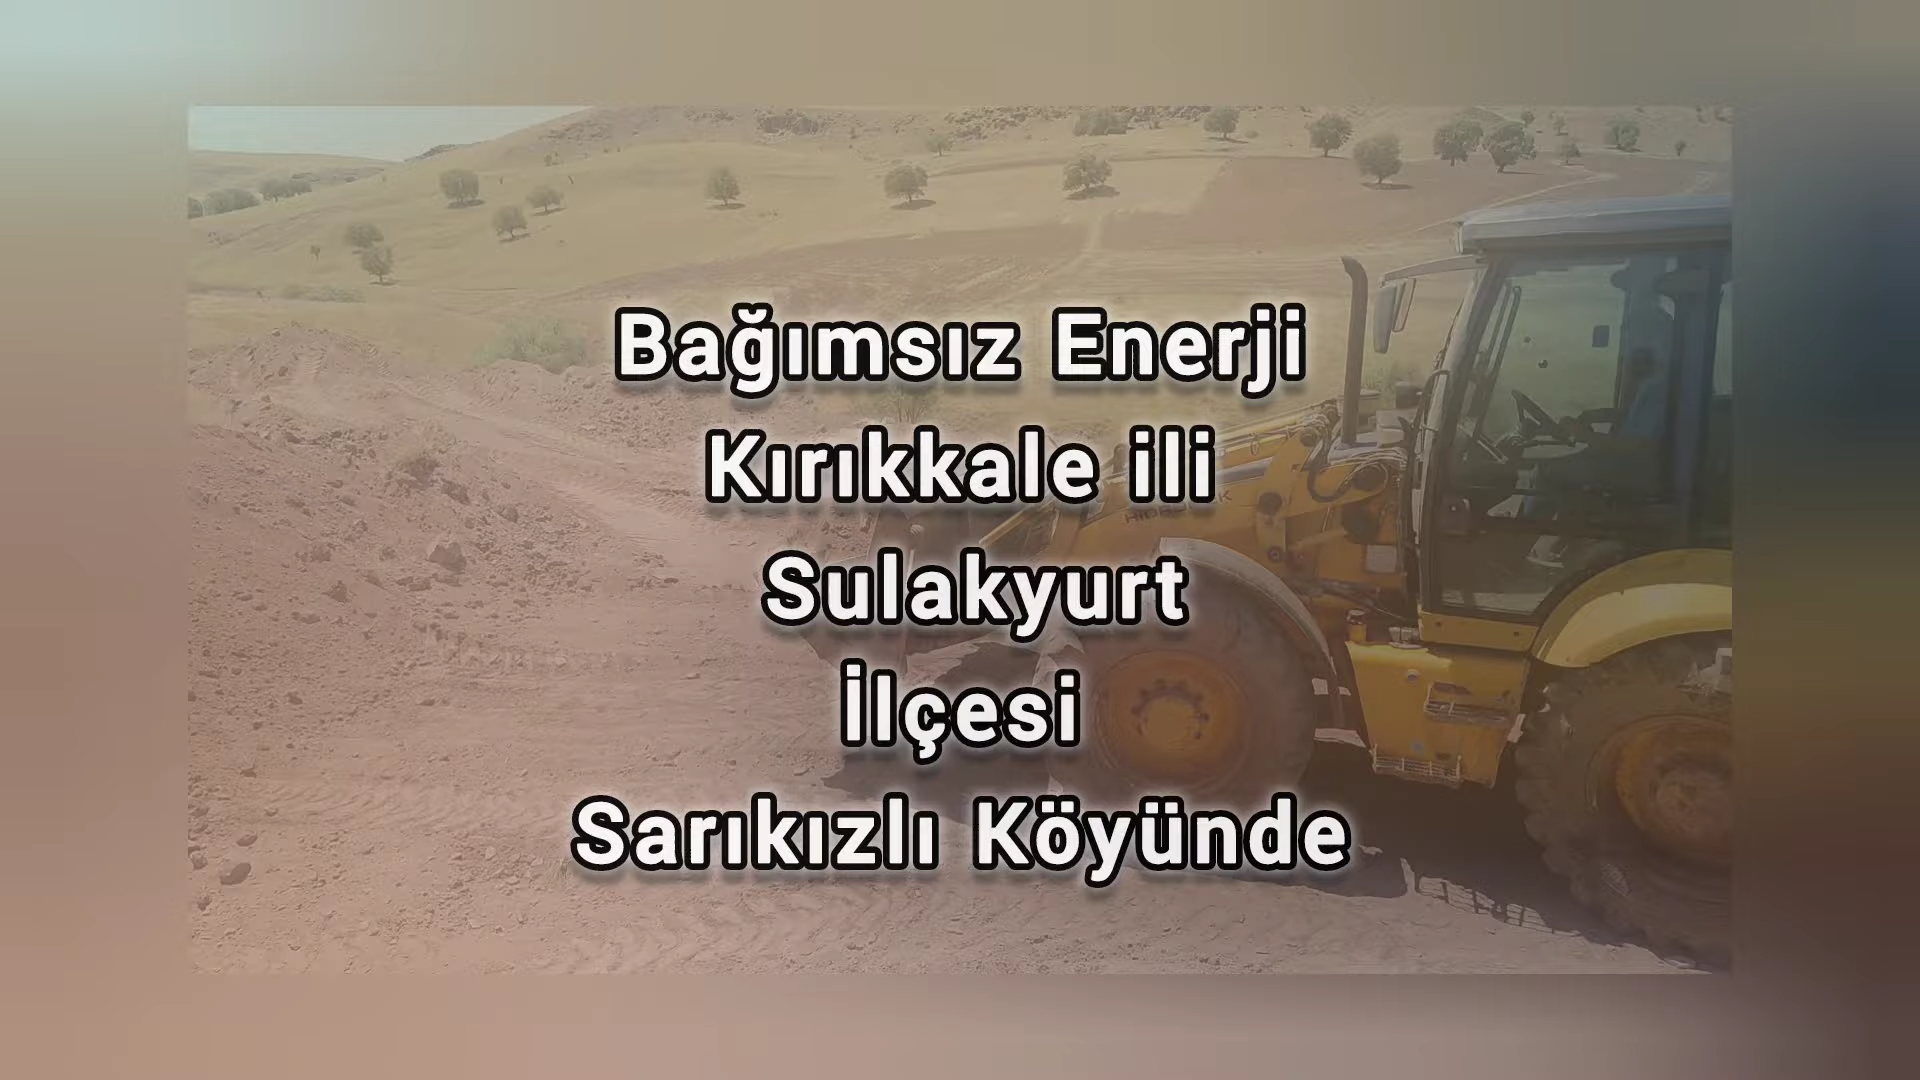 Bağımsız Enerji
Kırıkkale ili
Sulakyurt
İlçesi
Sarıkızlı Köyünde